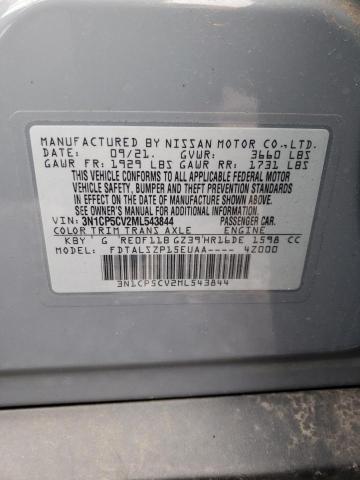 MANUFACTURED BY NISSAN MOTOR CO.,LTD.
DATE: 09/21. GVWR: 3660 LBS
GAWR FR: 1929 LBS GAWR RR: 1731 LBS
THIS VEHICLE CONFORMS TO ALL APPLICABLE FEDERAL MOTOR
VEHICLE SAFETY, BUMPER AND THEFT PREVENTION STANDARDS
IN EFFECT ON THE DATE OF MANUFACTURE SHOWN ABOVE.
SEE OWNER'S MANUAL FOR ADDITIONAL INFORMATION
VIN: 3N1CP5CV2ML543844 PASSENGER CAR
COLOR TRIM TRANS AXLE ENGINE
KBY G RE0F11B GZ39 HR16DE 1598 CC
MODEL: FDTALSZP15EUAA---- 4Z000
3N1CP5CV2ML543844